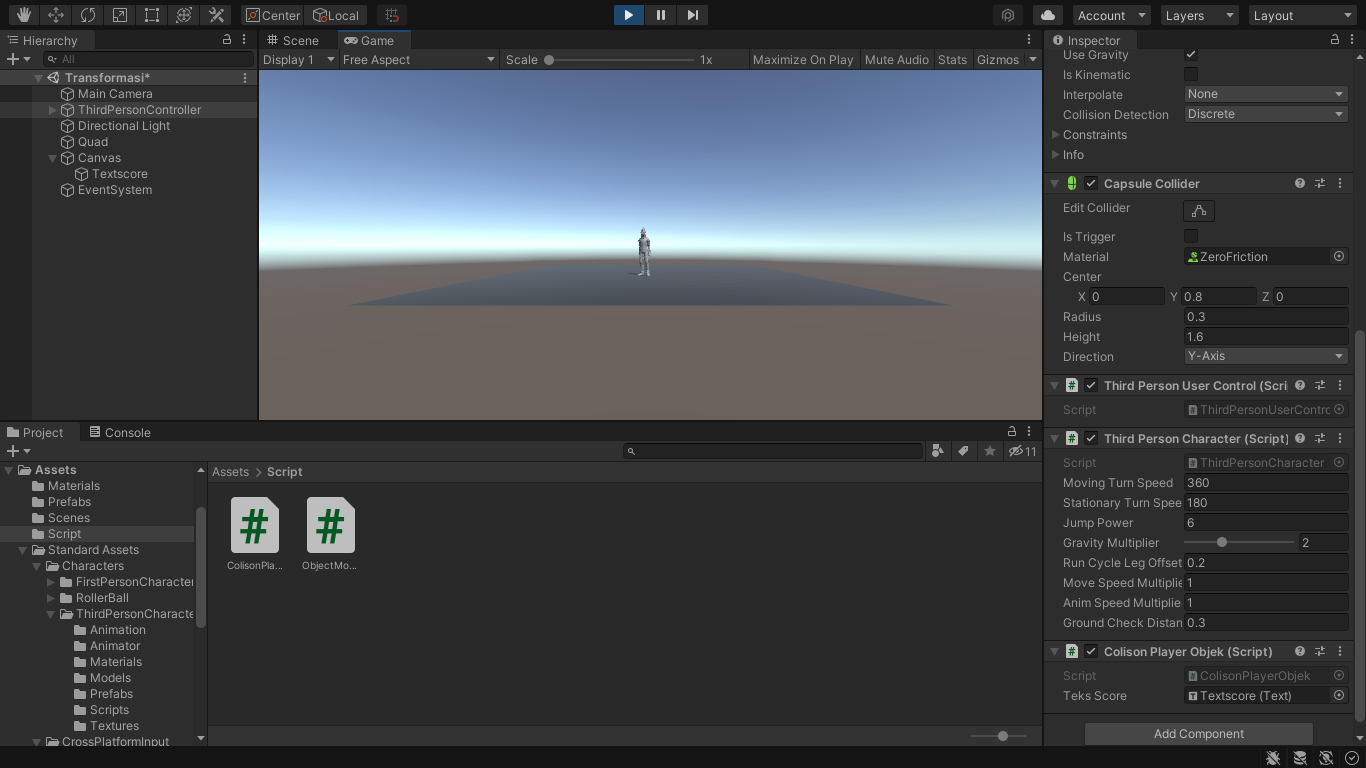 Center
Local
Account
Layers
Layout
Hierarchy
All
Transformasi*
Main Camera
ThirdPersonController
Directional Light
Quad
Canvas
Textscore
EventSystem
Scene
Game
Display 1
Free Aspect
Scale
1x
Maximize On Play
Mute Audio
Stats
Gizmos
Inspector
Use Gravity
Is Kinematic
Interpolate
None
Collision Detection
Discrete
Constraints
Info
Capsule Collider
Edit Collider
Is Trigger
Material
ZeroFriction
Center
X 0 Y 0.8 Z 0
Radius
0.3
Height
1.6
Direction
Y-Axis
Third Person User Control (Scri
Script
ThirdPersonUserContro
Third Person Character (Script)
Script
ThirdPersonCharacter
Moving Turn Speed
360
Stationary Turn Spee
180
Jump Power
6
Gravity Multiplier
2
Run Cycle Leg Offset
0.2
Move Speed Multiplie
1
Anim Speed Multiplie
1
Ground Check Distan
0.3
Colison Player Objek (Script)
Script
ColisonPlayerObjek
Teks Score
Textscore (Text)
Add Component
Project
Console
11
Assets
Materials
Prefabs
Scenes
Script
Standard Assets
Characters
FirstPersonCharacter
RollerBall
ThirdPersonCharacte
Animation
Animator
Materials
Models
Prefabs
Scripts
Textures
CrossPlatformInput
Assets > Script
ColisonPla...
ObjectMo...